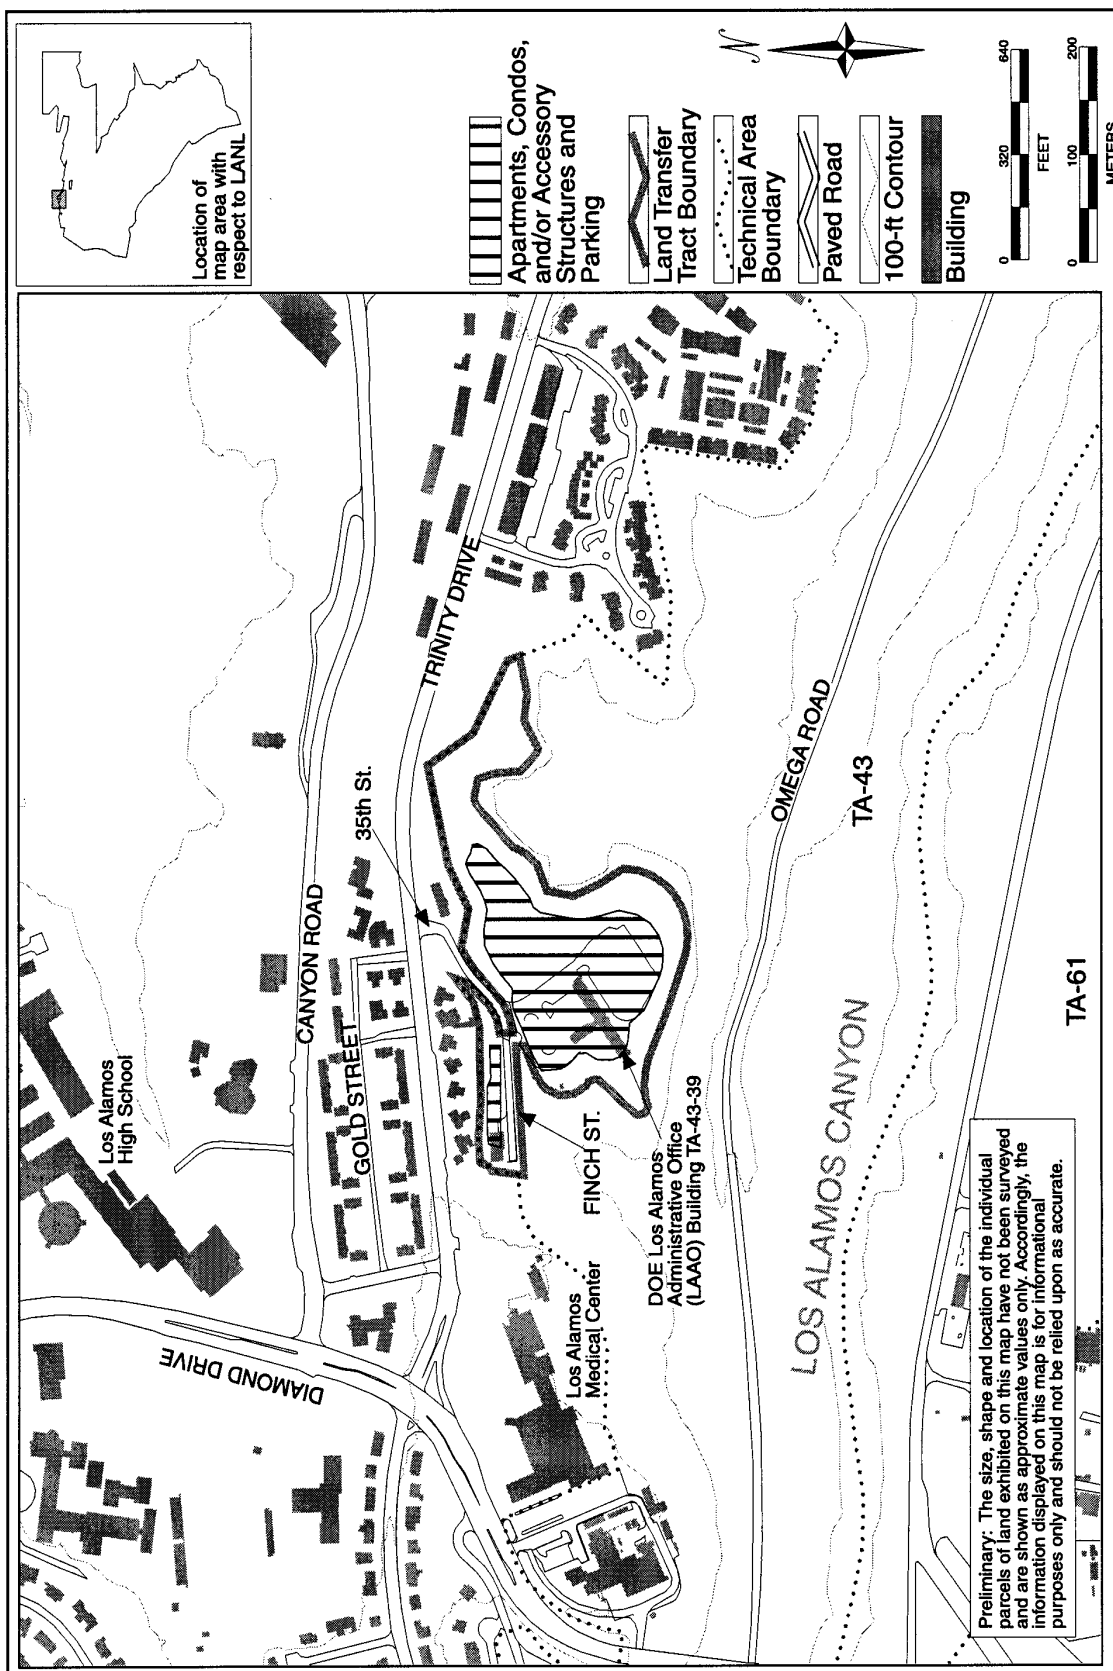 Location of
map area with
respect to LANL
Apartments, Condos,
and/or Accessory
Structures and
Parking
Land Transfer
Tract Boundary
Technical Area
Boundary
Paved Road
100-ft Contour
Building
N
0 320 640
FEET
0 100 200
METERS
Los Alamos
High School
CANYON ROAD
DIAMOND DRIVE
GOLD STREET
35th St.
TRINITY DRIVE
FINCH ST.
Los Alamos
Medical Center
DOE Los Alamos
Administrative Office
(LAAO) Building TA-43-39
OMEGA ROAD
TA-43
LOS ALAMOS CANYON
TA-61
Preliminary: The size, shape and location of the individual
parcels of land exhibited on this map have not been surveyed
and are shown as approximate values only. Accordingly, the
information displayed on this map is for informational
purposes only and should not be relied upon as accurate.